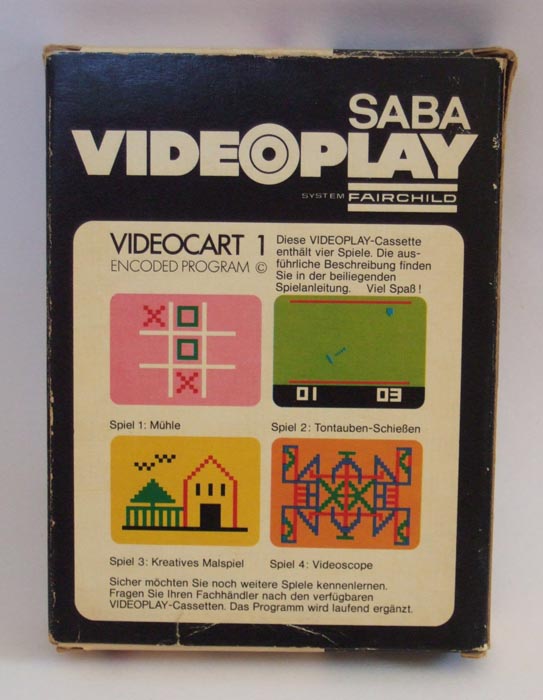 SABA
VIDEOPLAY
SYSTEM FAIRCHILD
VIDEOCART 1
ENCODED PROGRAM ©
Diese VIDEOPLAY-Cassette
enthält vier Spiele. Die aus-
führliche Beschreibung finden
Sie in der beiliegenden
Spielanleitung. Viel Spaß!
01 03
Spiel 1: Mühle
Spiel 2: Tontauben-Schießen
Spiel 3: Kreatives Malspiel
Spiel 4: Videoscope
Sicher möchten Sie noch weitere Spiele kennenlernen.
Fragen Sie Ihren Fachhändler nach den verfügbaren
VIDEOPLAY-Cassetten. Das Programm wird laufend ergänzt.